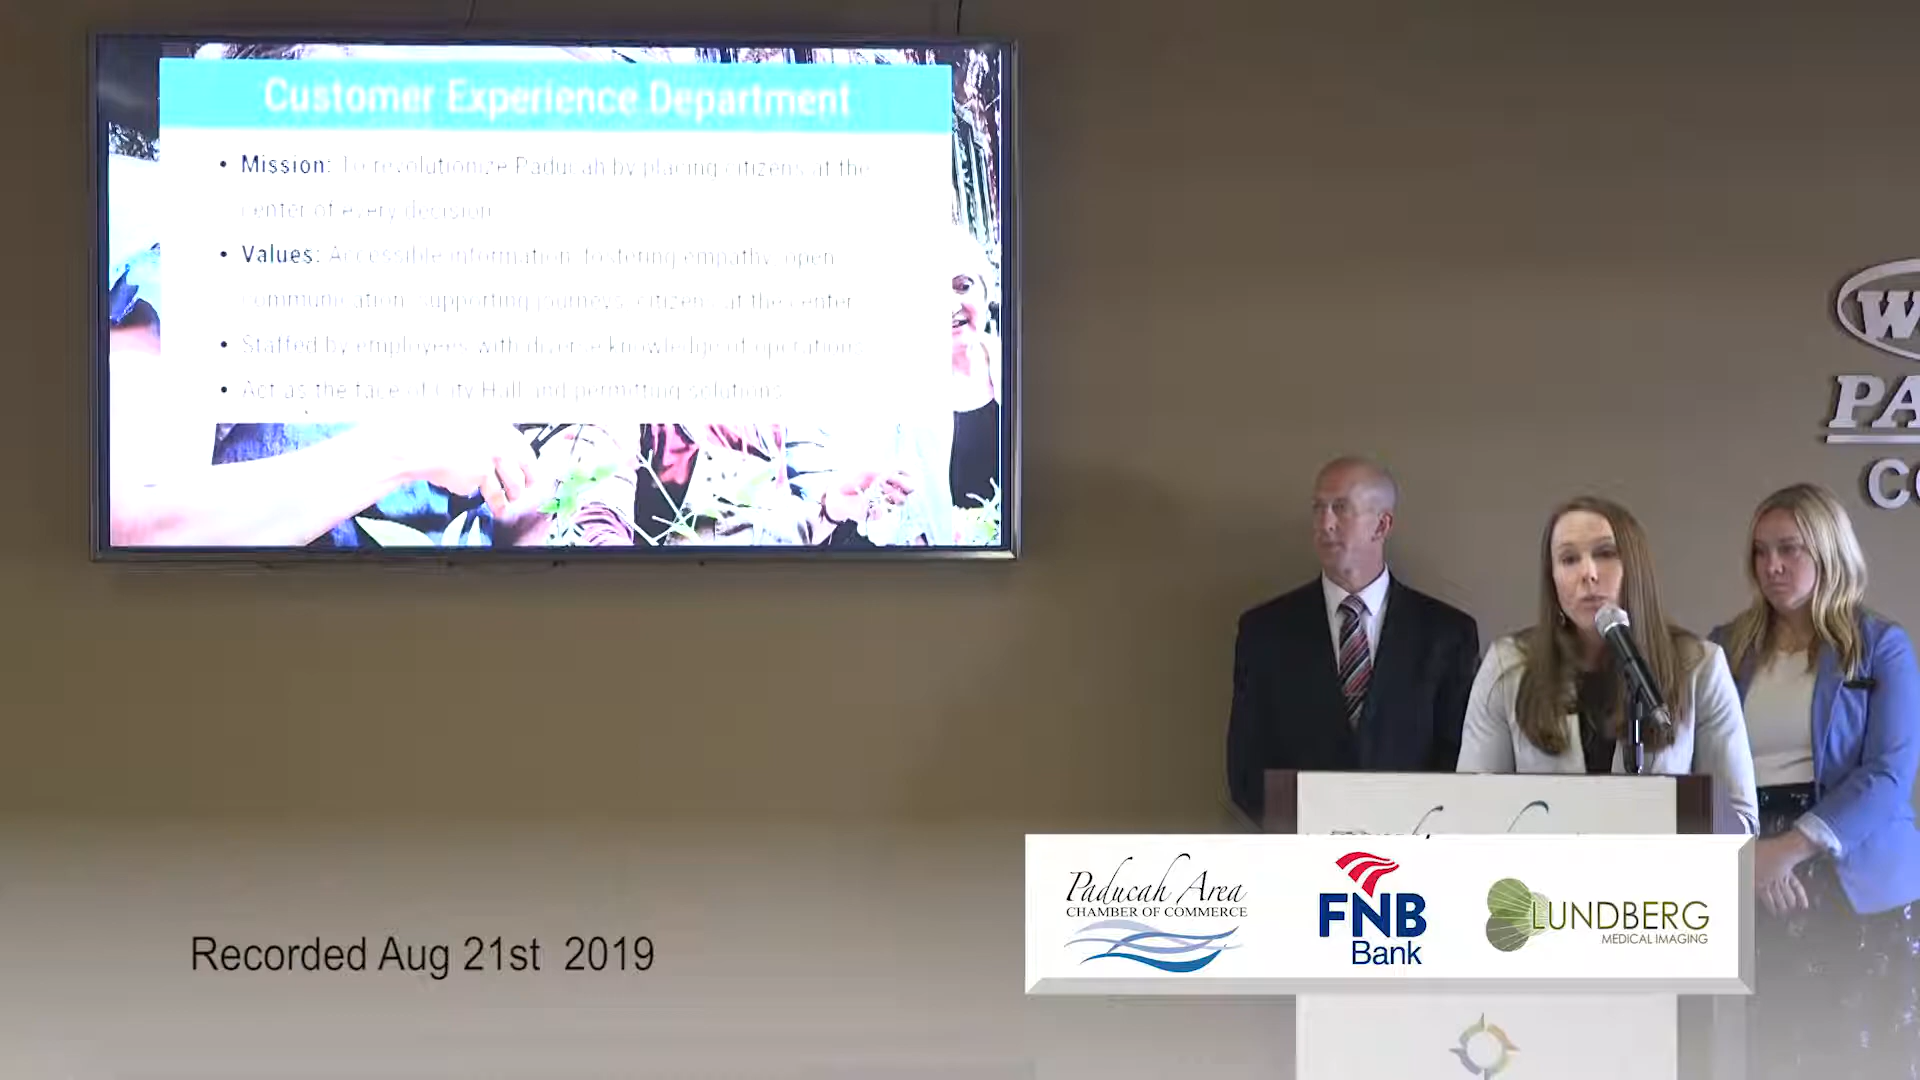 Customer Experience Department
• Mission: To revolutionize Paducah by placing citizens at the
center of every decision
• Values: Accessible information, fostering empathy, open
communication, supporting journeys, citizens at the center
• Staffed by employees with diverse knowledge of operations
• Act as the face of City Hall and permitting solutions
W
PA
CO
Paducah Area
CHAMBER OF COMMERCE
FNB
Bank
LUNDBERG
MEDICAL IMAGING
Recorded Aug 21st 2019